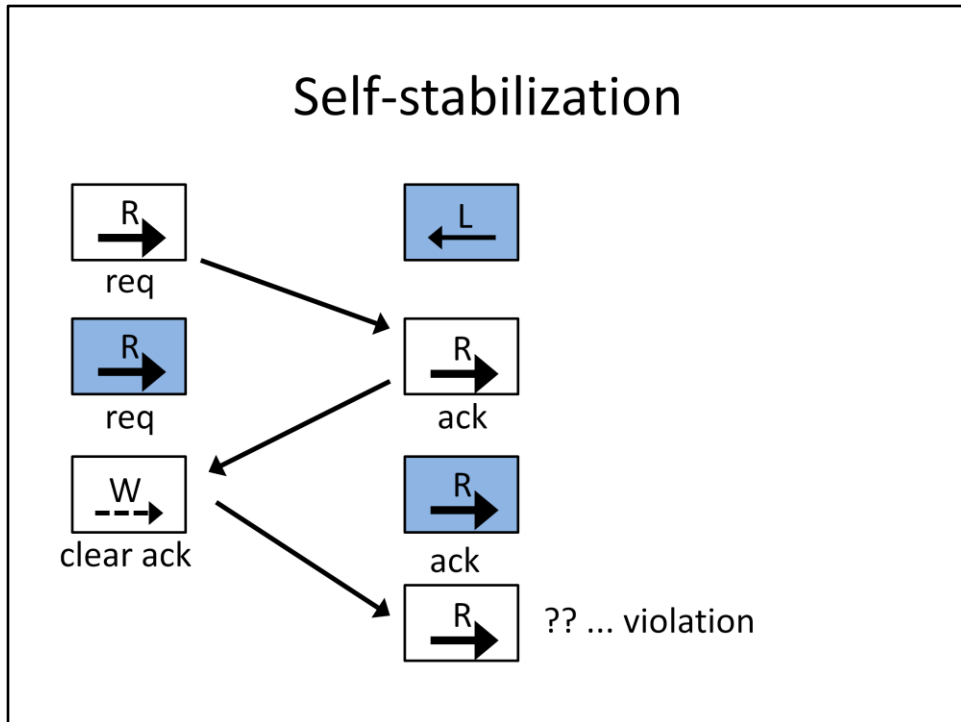 Self-stabilization
R
req
L
R
req
R
ack
W
clear ack
R
ack
R
?? ... violation